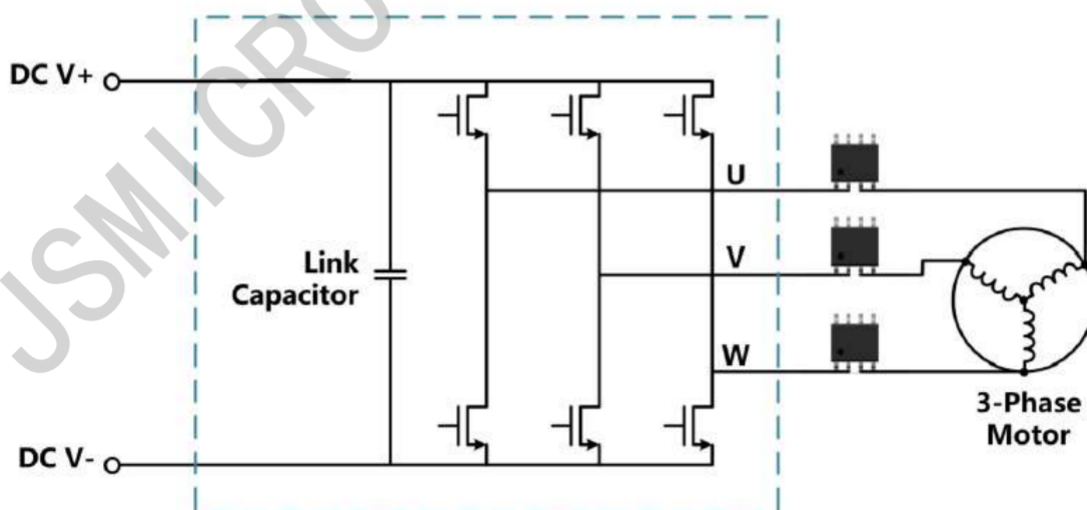 JSMICRO
DC V+
U
V
Link
Capacitor
W
3-Phase
Motor
DC V-